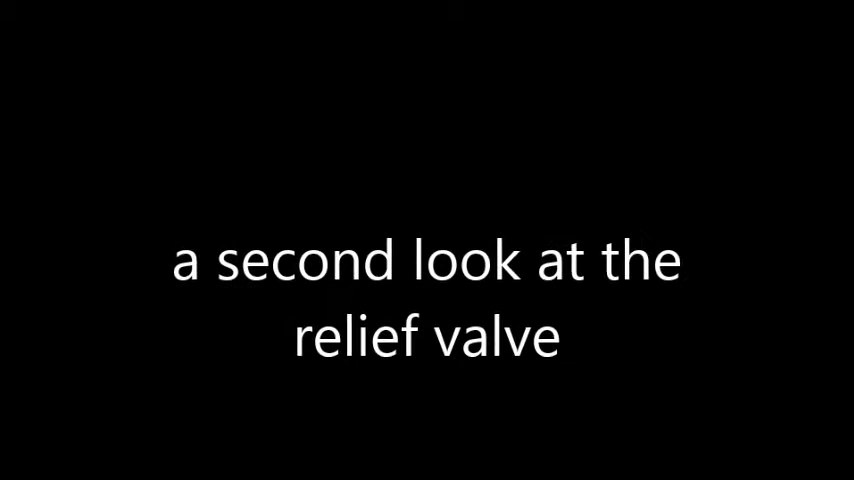 a second look at the
relief valve